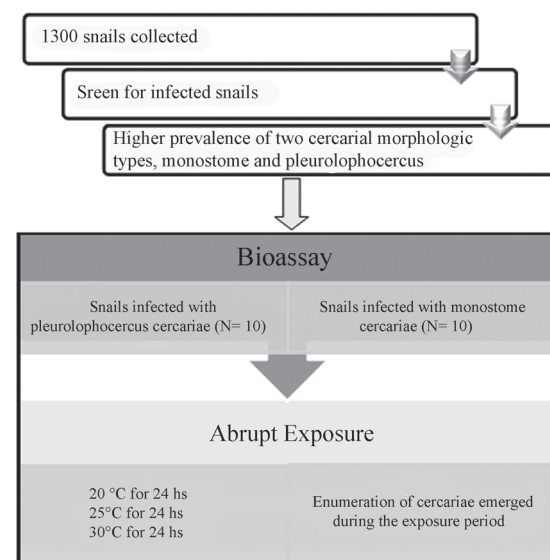 1300 snails collected
Sreen for infected snails
Higher prevalence of two cercarial morphologic
types, monostome and pleurolophocercus
Bioassay
Snails infected with
pleurolophocercus cercariae (N= 10)
Snails infected with monostome
cercariae (N= 10)
Abrupt Exposure
20 °C for 24 hs
25°C for 24 hs
30°C for 24 hs
Enumeration of cercariae emerged
during the exposure period